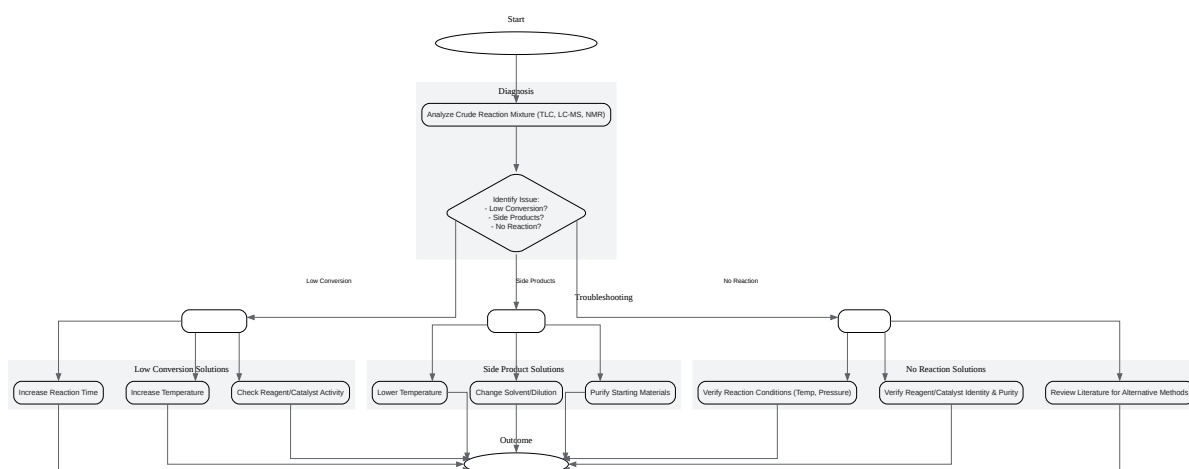 Start
Diagnosis
Analyze Crude Reaction Mixture (TLC, LC-MS, NMR)
Identify Issue:
- Low Conversion?
- Side Products?
- No Reaction?
Low Conversion
Side Products
No Reaction
Troubleshooting
Low Conversion Solutions
Side Product Solutions
No Reaction Solutions
Increase Reaction Time
Increase Temperature
Check Reagent/Catalyst Activity
Lower Temperature
Change Solvent/Dilution
Purify Starting Materials
Verify Reaction Conditions (Temp, Pressure)
Verify Reagent/Catalyst Identity & Purity
Review Literature for Alternative Methods
Outcome